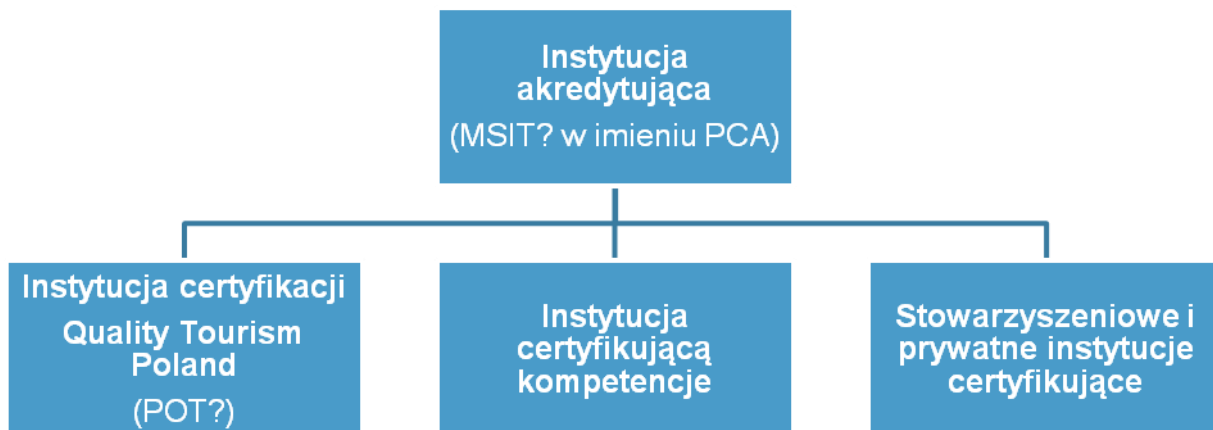 Instytucja
akredytująca
(MSIT? w imieniu PCA)
Instytucja certyfikacji
Quality Tourism
Poland
(POT?)
Instytucja
certyfikującą
kompetencje
Stowarzyszeniowe i
prywatne instytucje
certyfikujące